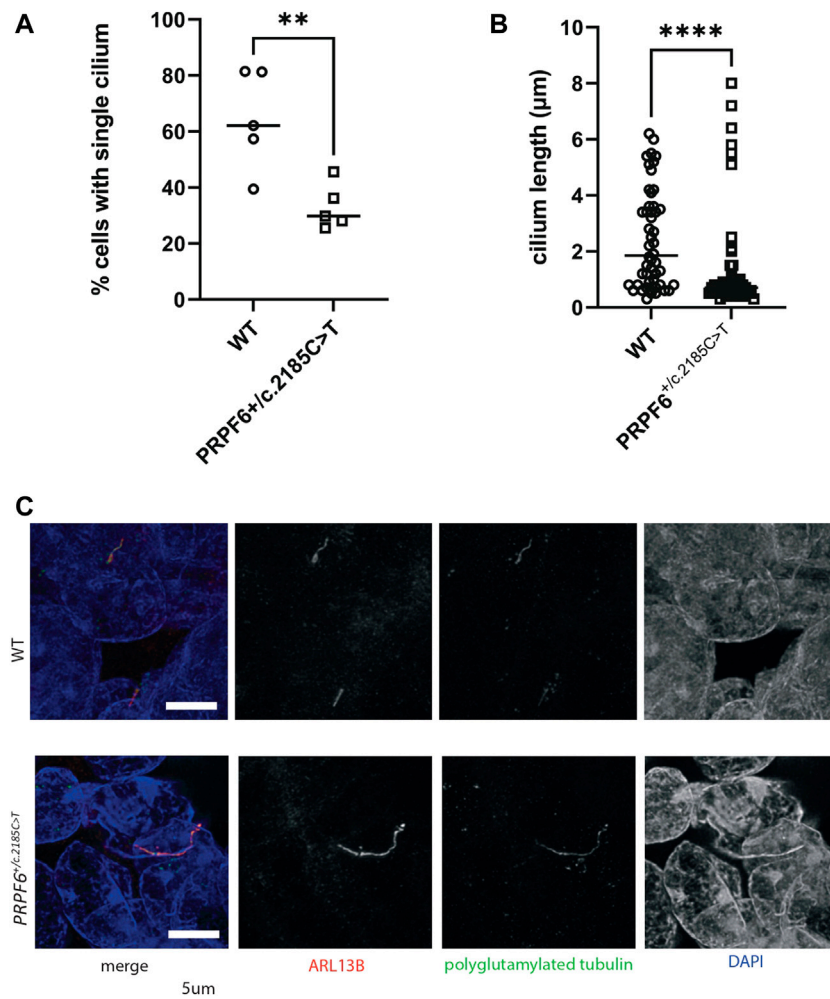 A
**
% cells with single cilium
100
80
60
40
20
0
WT
PRPF6+/c.2185C>T
B
****
cilium length (µm)
10
8
6
4
2
0
WT
PRPF6+/c.2185C>T
C
WT
PRPF6+/c.2185C>T
merge
ARL13B
polyglutamylated tubulin
DAPI
5um